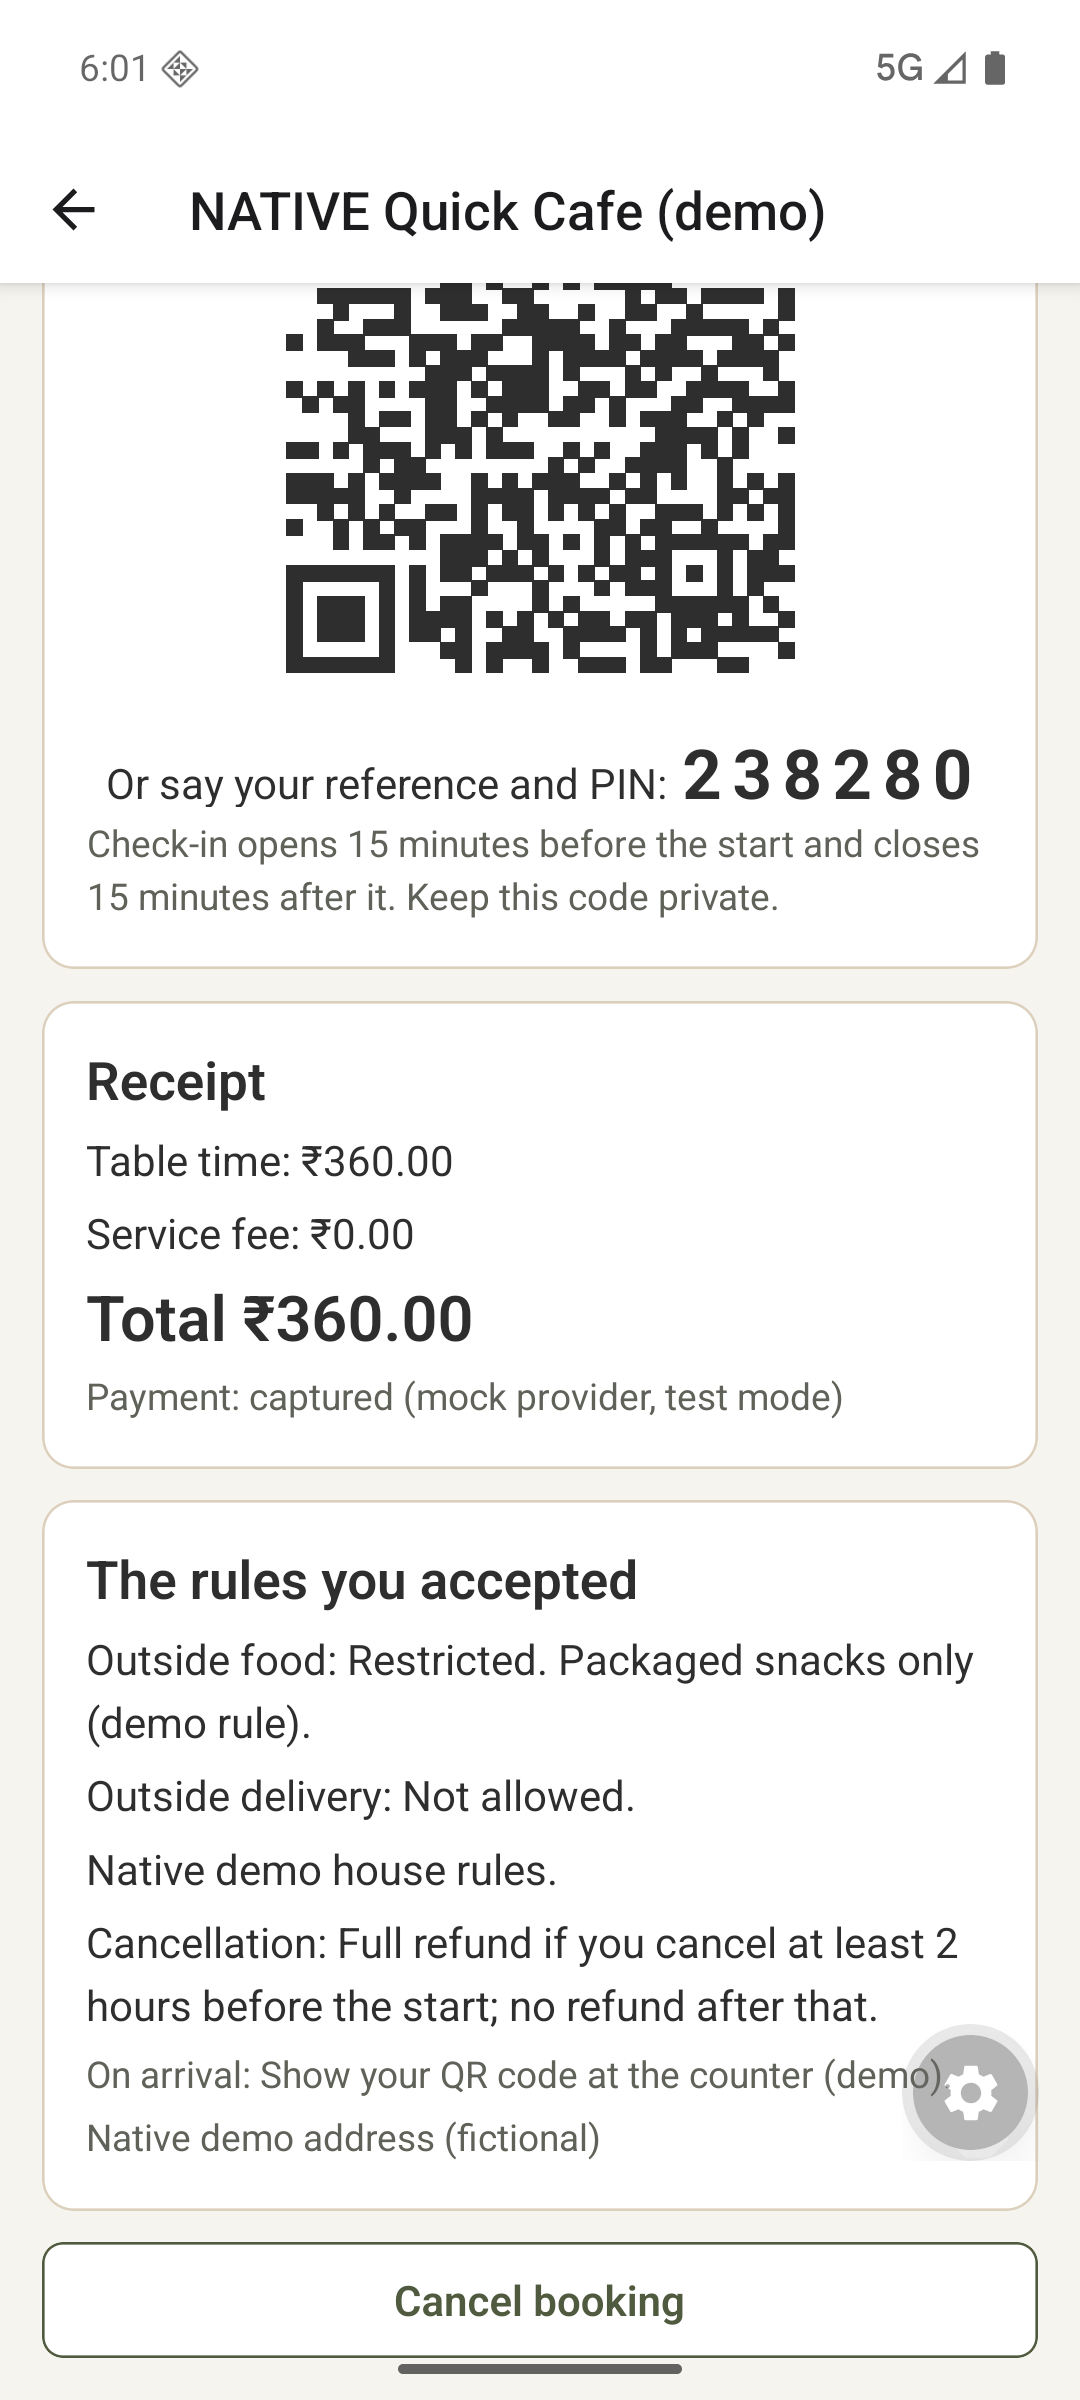 6:01
5G
NATIVE Quick Cafe (demo)
Or say your reference and PIN: 238280
Check-in opens 15 minutes before the start and closes
15 minutes after it. Keep this code private.
Receipt
Table time: ₹360.00
Service fee: ₹0.00
Total ₹360.00
Payment: captured (mock provider, test mode)
The rules you accepted
Outside food: Restricted. Packaged snacks only
(demo rule).
Outside delivery: Not allowed.
Native demo house rules.
Cancellation: Full refund if you cancel at least 2
hours before the start; no refund after that.
On arrival: Show your QR code at the counter (demo).
Native demo address (fictional)
Cancel booking